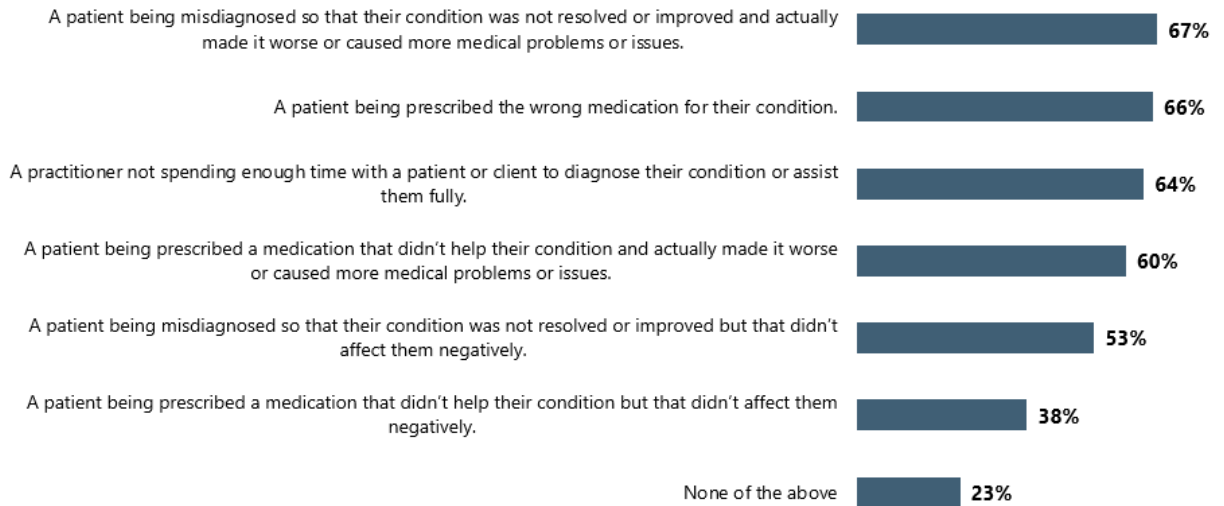 A patient being misdiagnosed so that their condition was not resolved or improved and actually
made it worse or caused more medical problems or issues.
67%
A patient being prescribed the wrong medication for their condition.
66%
A practitioner not spending enough time with a patient or client to diagnose their condition or assist
them fully.
64%
A patient being prescribed a medication that didn't help their condition and actually made it worse
or caused more medical problems or issues.
60%
A patient being misdiagnosed so that their condition was not resolved or improved but that didn't
affect them negatively.
53%
A patient being prescribed a medication that didn't help their condition but that didn't affect them
negatively.
38%
None of the above
23%